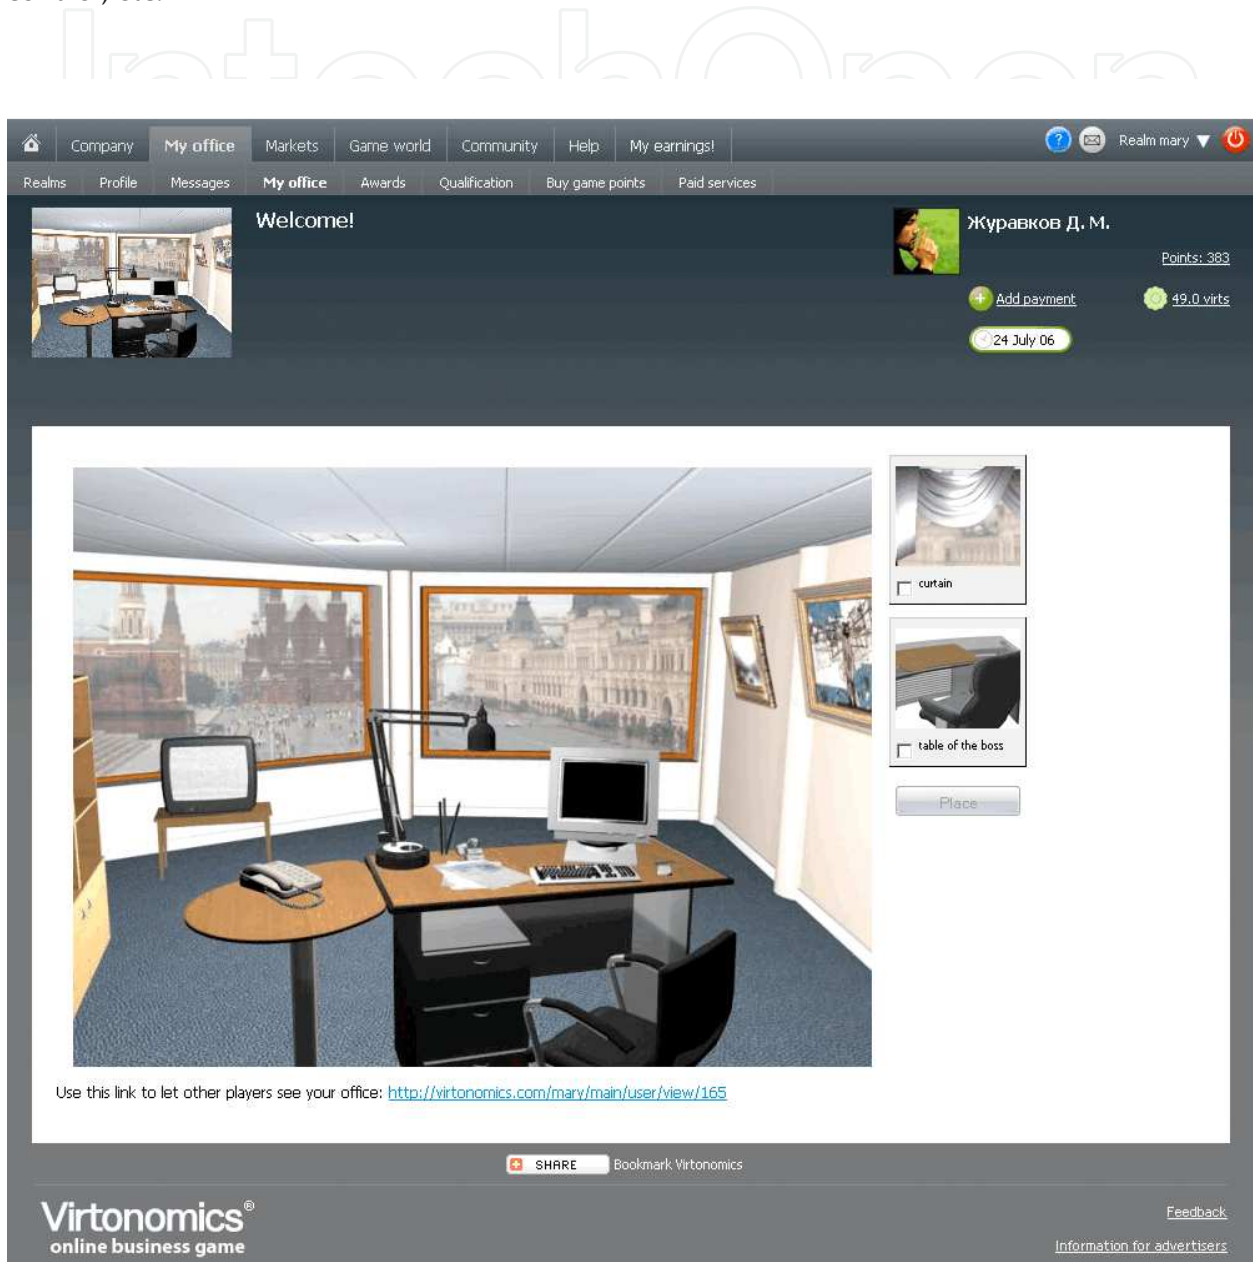 IntechOpen
Company My office Markets Game world Community Help My earnings! Realm mary
Realms Profile Messages My office Awards Qualification Buy game points Paid services
Welcome!
Журавков Д. М.
Points: 383
Add payment 49.0 virts
24 July 06
curtain
table of the boss
Place
Use this link to let other players see your office: http://virtonomics.com/mary/main/user/view/165
SHARE Bookmark Virtonomics
Virtonomics®
online business game
Feedback
Information for advertisers